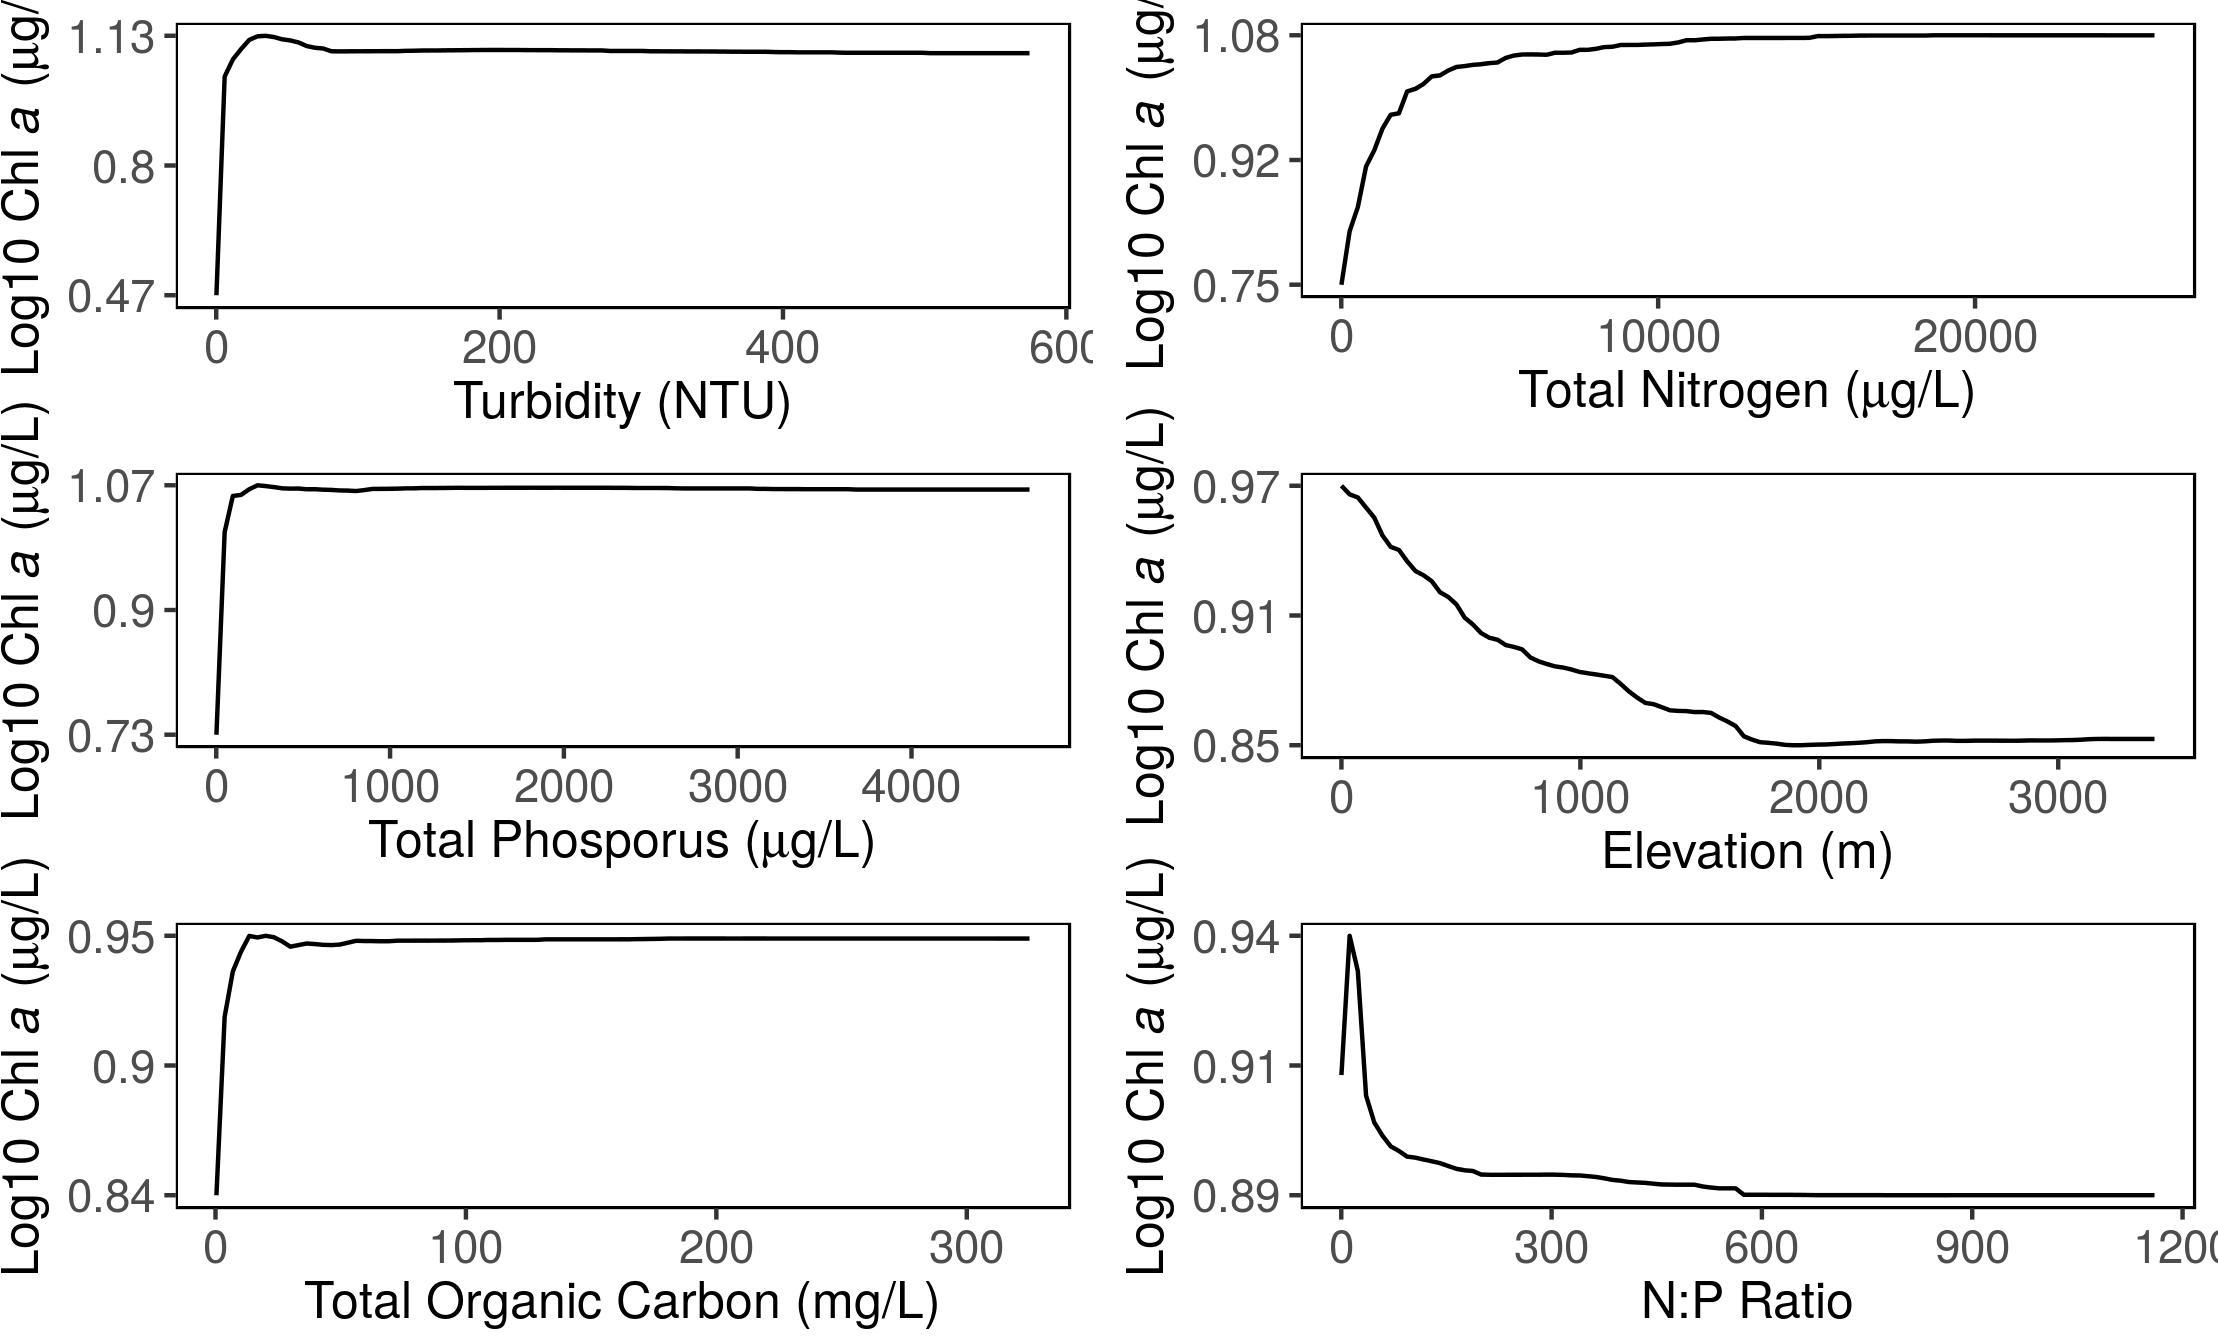 Log10 Chl a (µg/
1.13
0.8
0.47
0 200 400 600
Turbidity (NTU)
Log10 Chl a (µg/
1.08
0.92
0.75
0 10000 20000
Total Nitrogen (µg/L)
Log10 Chl a (µg/L)
1.07
0.9
0.73
0 1000 2000 3000 4000
Total Phosporus (µg/L)
Log10 Chl a (µg/L)
0.97
0.91
0.85
0 1000 2000 3000
Elevation (m)
Log10 Chl a (µg/L)
0.95
0.9
0.84
0 100 200 300
Total Organic Carbon (mg/L)
Log10 Chl a (µg/L)
0.94
0.91
0.89
0 300 600 900 1200
N:P Ratio